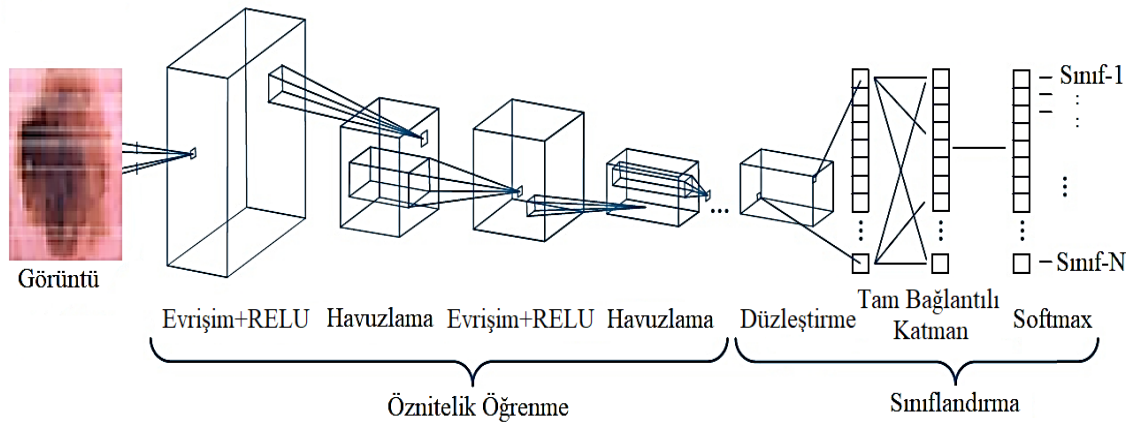 Görüntü
Evrişim+RELU
Havuzlama
Evrişim+RELU
Havuzlama
...
Düzleştirme
Tam Bağlantılı
Katman
Softmax
Sınıf-1
Sınıf-N
Öznitelik Öğrenme
Sınıflandırma